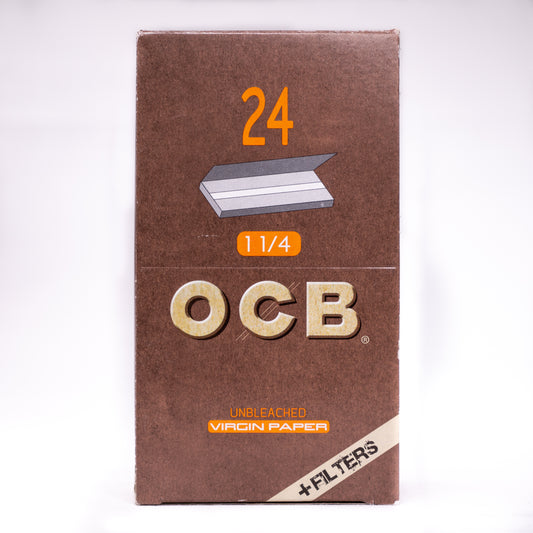 24
1 1/4
OCB
®
UNBLEACHED
VIRGIN PAPER
+FILTERS